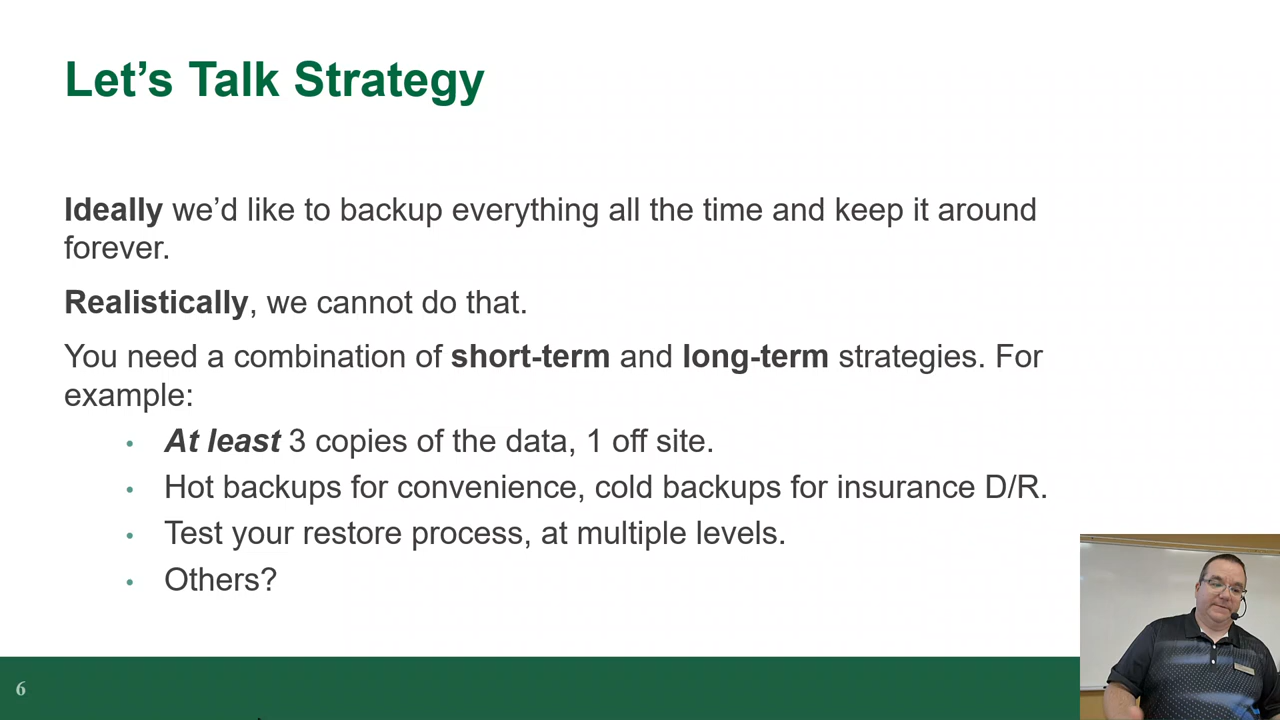 Let’s Talk Strategy
Ideally we’d like to backup everything all the time and keep it around
forever.
Realistically, we cannot do that.
You need a combination of short-term and long-term strategies. For
example:
• At least 3 copies of the data, 1 off site.
• Hot backups for convenience, cold backups for insurance D/R.
• Test your restore process, at multiple levels.
• Others?
6